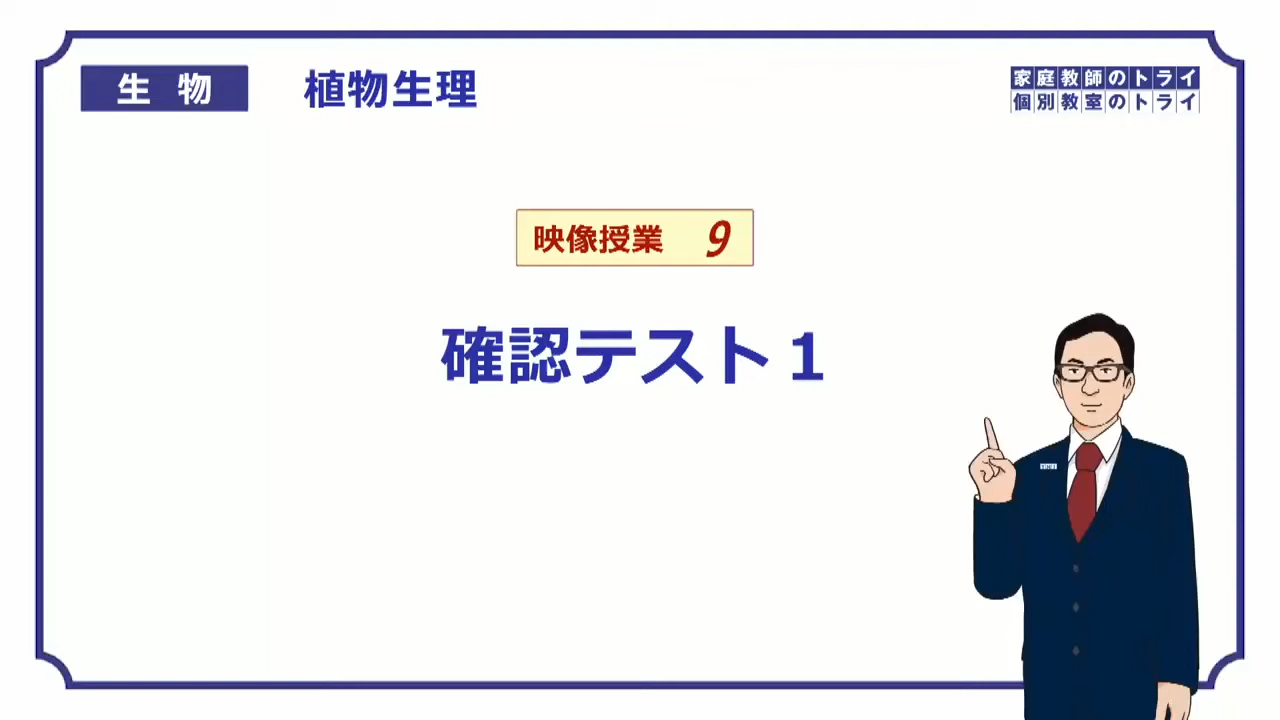 生物
植物生理
家庭教師のトライ
個別教室のトライ
映像授業 9
確認テスト1